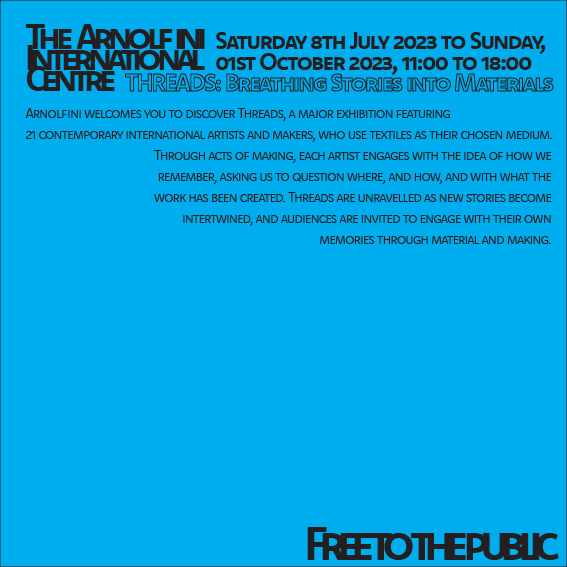 The Arnolfini
International
Centre
Saturday 8th July 2023 to Sunday,
01st October 2023, 11:00 to 18:00
THREADS: Breathing Stories into Materials
Arnolfini welcomes you to discover Threads, a major exhibition featuring
21 contemporary international artists and makers, who use textiles as their chosen medium.
Through acts of making, each artist engages with the idea of how we
remember, asking us to question where, and how, and with what the
work has been created. Threads are unravelled as new stories become
intertwined, and audiences are invited to engage with their own
memories through material and making.
Free to the public